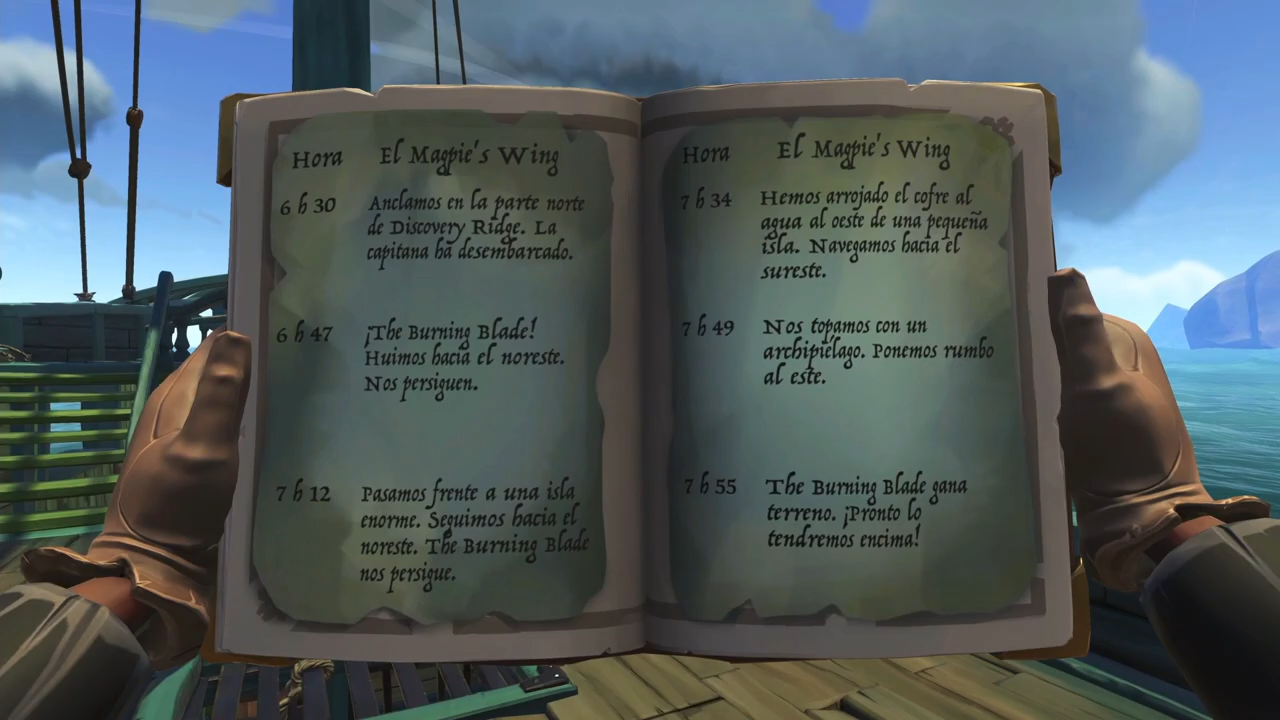 Hora El Magpie's Wing
6 h 30 Anclamos en la parte norte
de Discovery Ridge. La
capitana ha desembarcado.
6 h 47 ¡The Burning Blade!
Huimos hacia el noreste.
Nos persiguen.
7 h 12 Pasamos frente a una isla
enorme. Seguimos hacia el
noreste. The Burning Blade
nos persigue.
Hora El Magpie's Wing
7 h 34 Hemos arrojado el cofre al
agua al oeste de una pequeña
isla. Navegamos hacia el
sureste.
7 h 49 Nos topamos con un
archipiélago. Ponemos rumbo
al este.
7 h 55 The Burning Blade gana
terreno. ¡Pronto lo
tendremos encima!